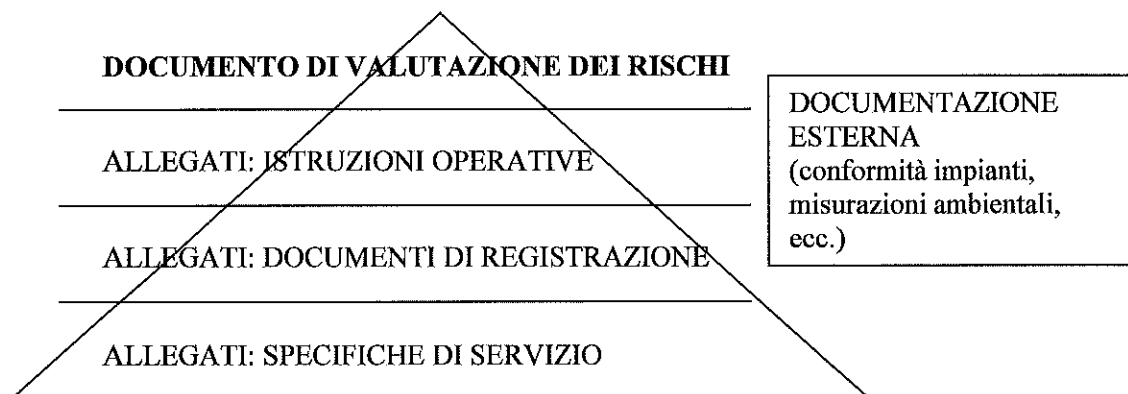 DOCUMENTO DI VALUTAZIONE DEI RISCHI
ALLEGATI: ISTRUZIONI OPERATIVE
ALLEGATI: DOCUMENTI DI REGISTRAZIONE
ALLEGATI: SPECIFICHE DI SERVIZIO
DOCUMENTAZIONE
ESTERNA
(conformità impianti,
misurazioni ambientali,
ecc.)